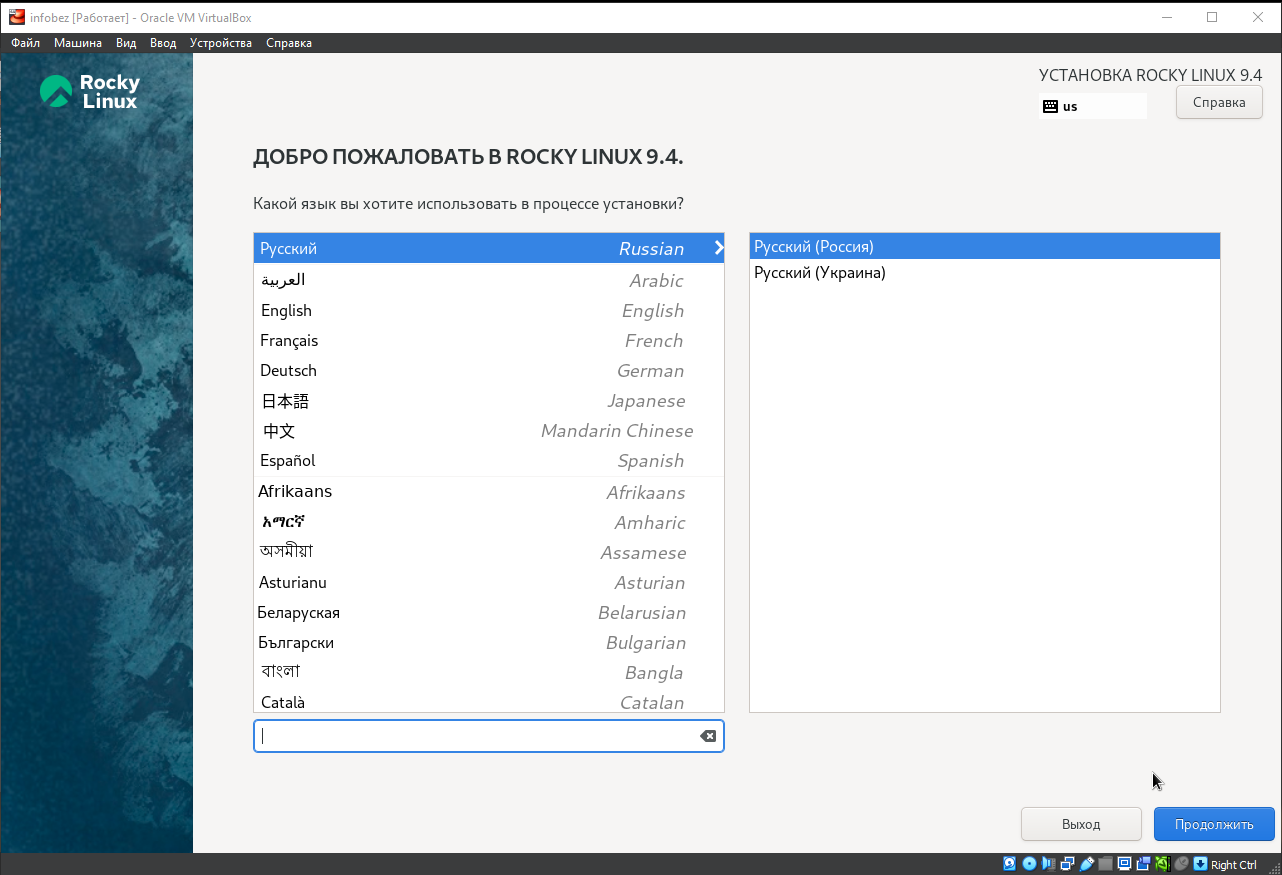 infobez [Работает] - Oracle VM VirtualBox
Файл Машина Вид Ввод Устройства Справка
Rocky
Linux
УСТАНОВКА ROCKY LINUX 9.4
us
Справка
ДОБРО ПОЖАЛОВАТЬ В ROCKY LINUX 9.4.
Какой язык вы хотите использовать в процессе установки?
Русский Russian
العربية Arabic
English English
Français French
Deutsch German
日本語 Japanese
中文 Mandarin Chinese
Español Spanish
Afrikaans Afrikaans
አማርኛ Amharic
অসমীয়া Assamese
Asturianu Asturian
Беларуская Belarusian
Български Bulgarian
বাংলা Bangla
Català Catalan
Русский (Россия)
Русский (Украина)
Выход
Продолжить
Right Ctrl